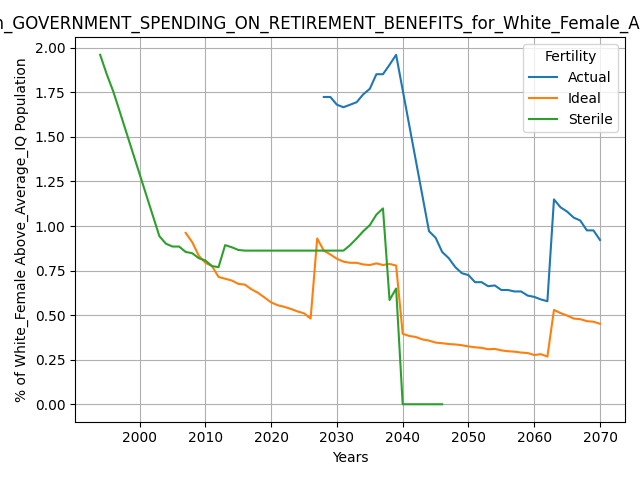 _GOVERNMENT_SPENDING_ON_RETIREMENT_BENEFITS_for_White_Female_A
% of White_Female Above_Average_IQ Population
2.00
1.75
1.50
1.25
1.00
0.75
0.50
0.25
0.00
Fertility
Actual
Ideal
Sterile
2000
2010
2020
2030
2040
2050
2060
2070
Years